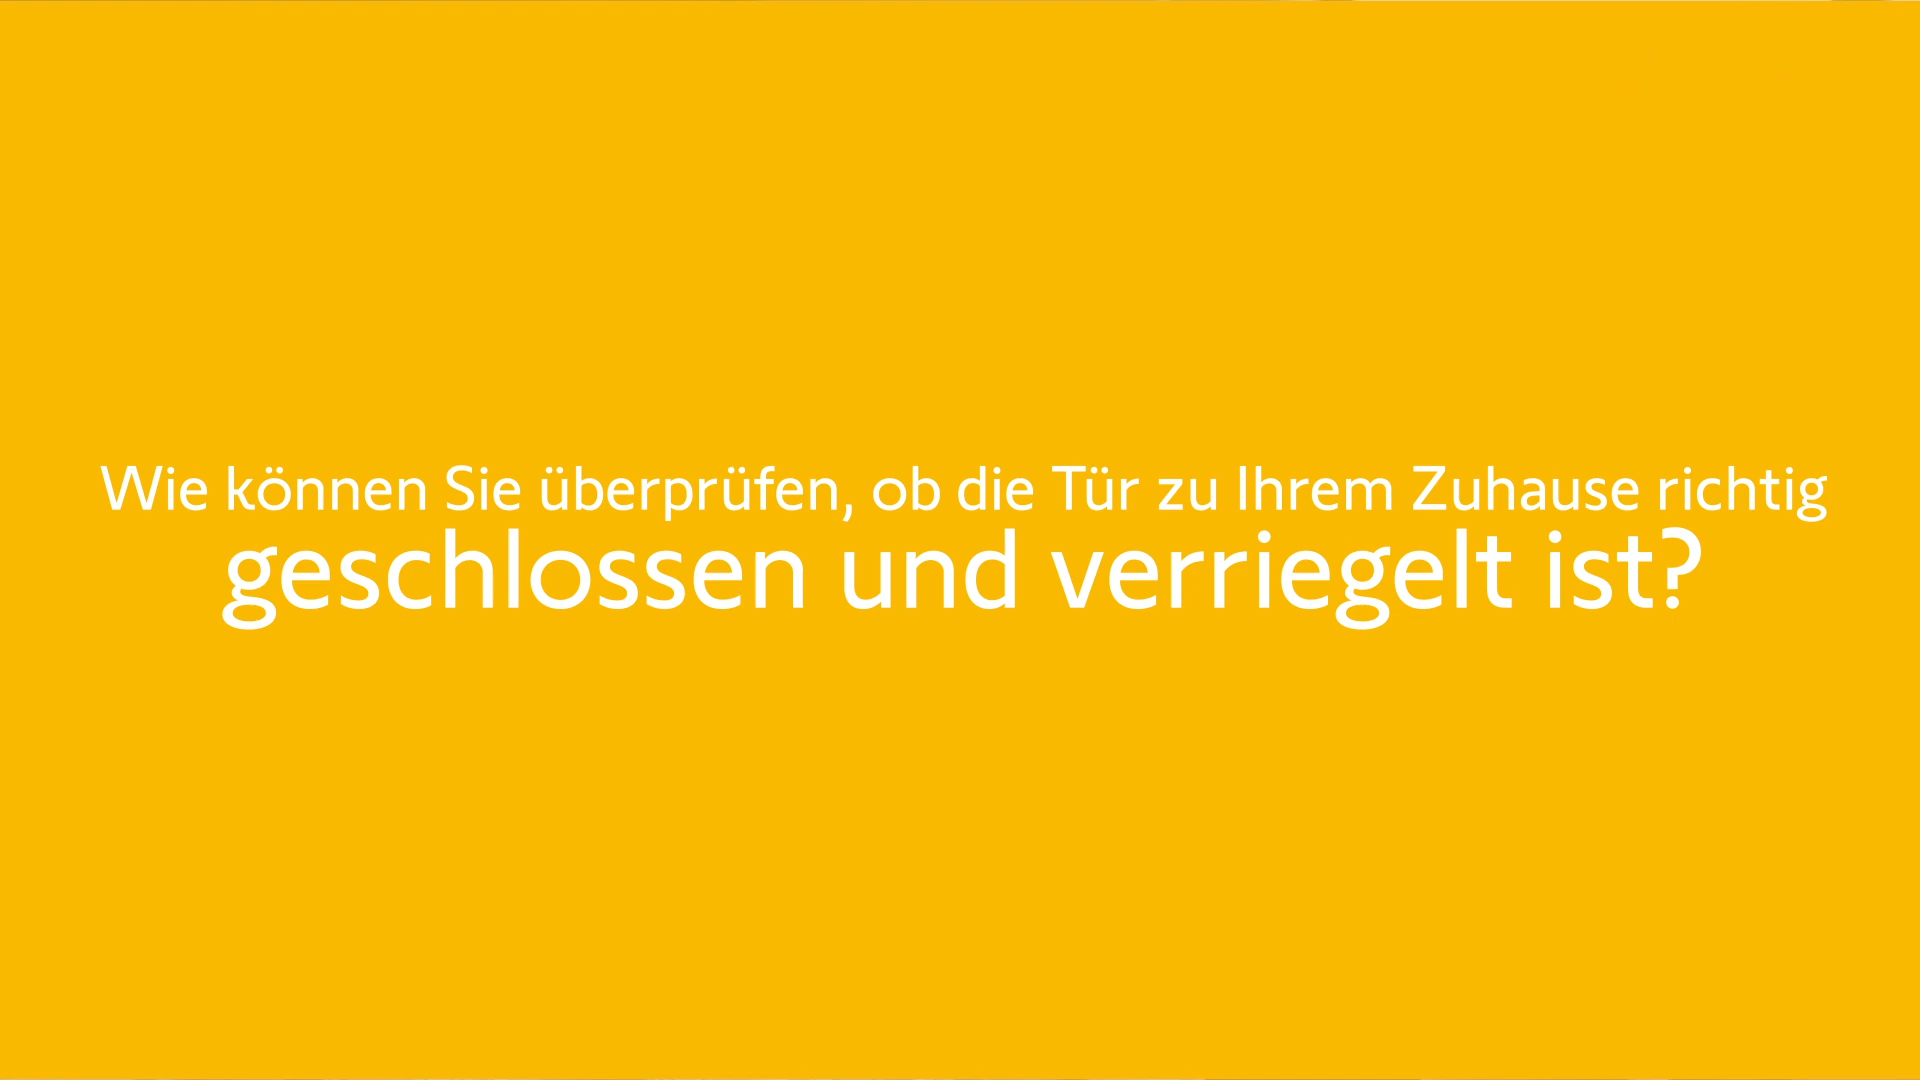 Wie können Sie überprüfen, ob die Tür zu Ihrem Zuhause richtig
geschlossen und verriegelt ist?